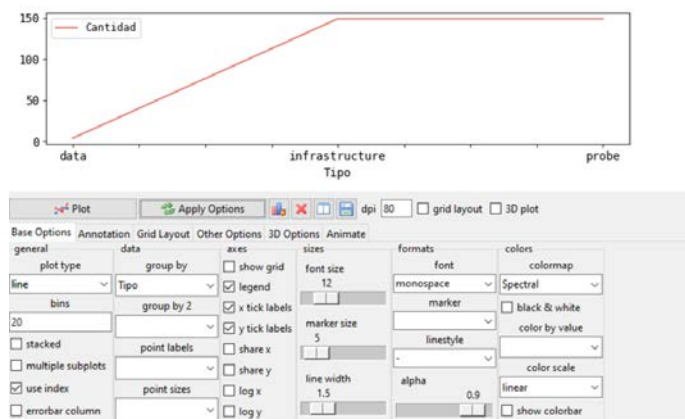 150
Cantidad
100
50
0
data infrastructure probe
Tipo
Plot Apply Options dpi 80 grid layout 3D plot
Base Options Annotation Grid Layout Other Options 3D Options Animate
general
plot type
line
bins
20
stacked
multiple subplots
use index
errorbar column
data
group by
Tipo
group by 2
point labels
point sizes
axes
show grid
legend
x tick labels
y tick labels
share x
share y
log x
log y
sizes
font size
12
marker size
5
line width
1.5
formats
font
monospace
marker
linestyle
-
alpha
0.9
colors
colormap
Spectral
black & white
color by value
color scale
linear
show colorbar